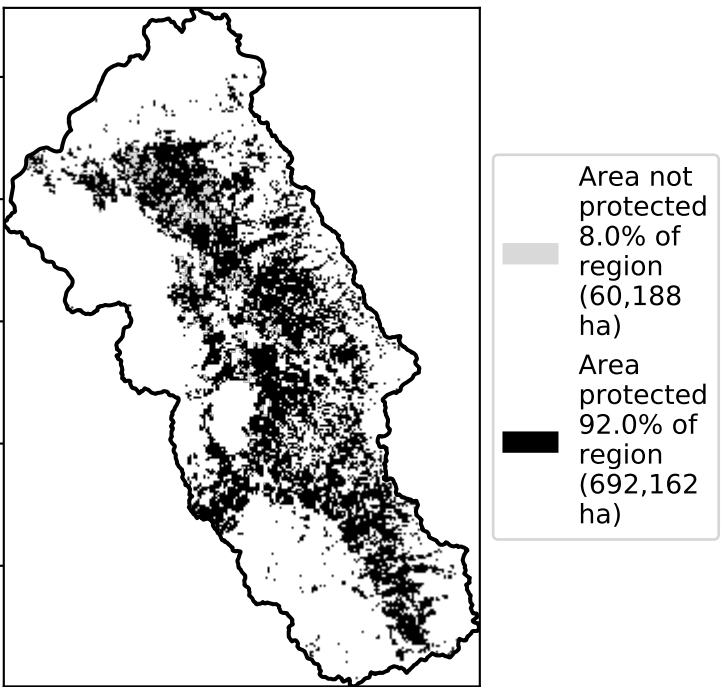 Area not
protected
8.0% of
region
(60,188
ha)
Area
protected
92.0% of
region
(692,162
ha)